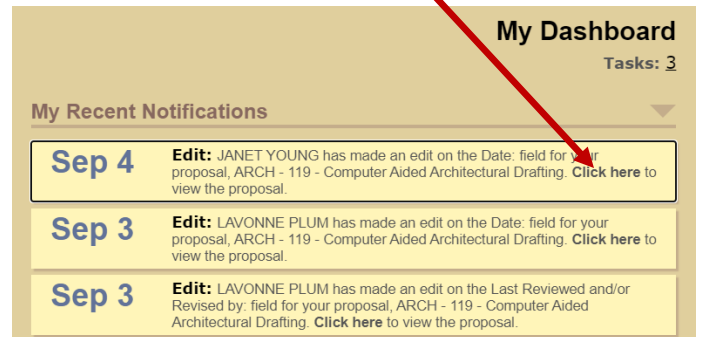 My Dashboard
Tasks: 3
My Recent Notifications
Sep 4
Edit: JANET YOUNG has made an edit on the Date: field for your
proposal, ARCH - 119 - Computer Aided Architectural Drafting. Click here to
view the proposal.
Sep 3
Edit: LAVONNE PLUM has made an edit on the Date: field for your
proposal, ARCH - 119 - Computer Aided Architectural Drafting. Click here to
view the proposal.
Sep 3
Edit: LAVONNE PLUM has made an edit on the Last Reviewed and/or
Revised by: field for your proposal, ARCH - 119 - Computer Aided
Architectural Drafting. Click here to view the proposal.